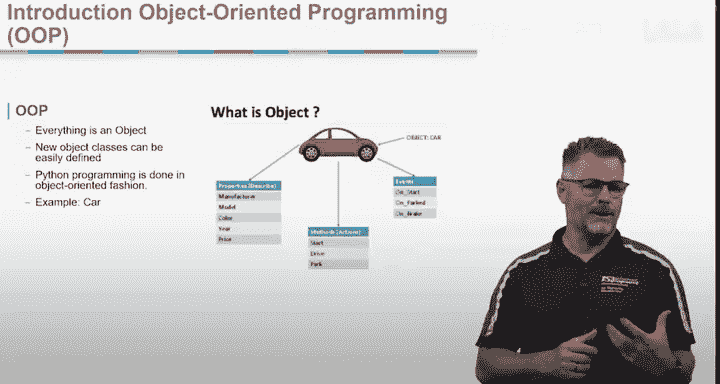 Introduction Object-Oriented Programming
(OOP)
OOP
– Everything is an Object
– New object classes can be
easily defined
– Python programming is done in
object-oriented fashion.
– Example: Car
What is Object ?
OBJECT: CAR
Properties(Describe)
Manufacturer
Model
Color
Year
Price
Methods (Actions)
Start
Drive
Park
Events
On_Start
On_Parked
On_Brake